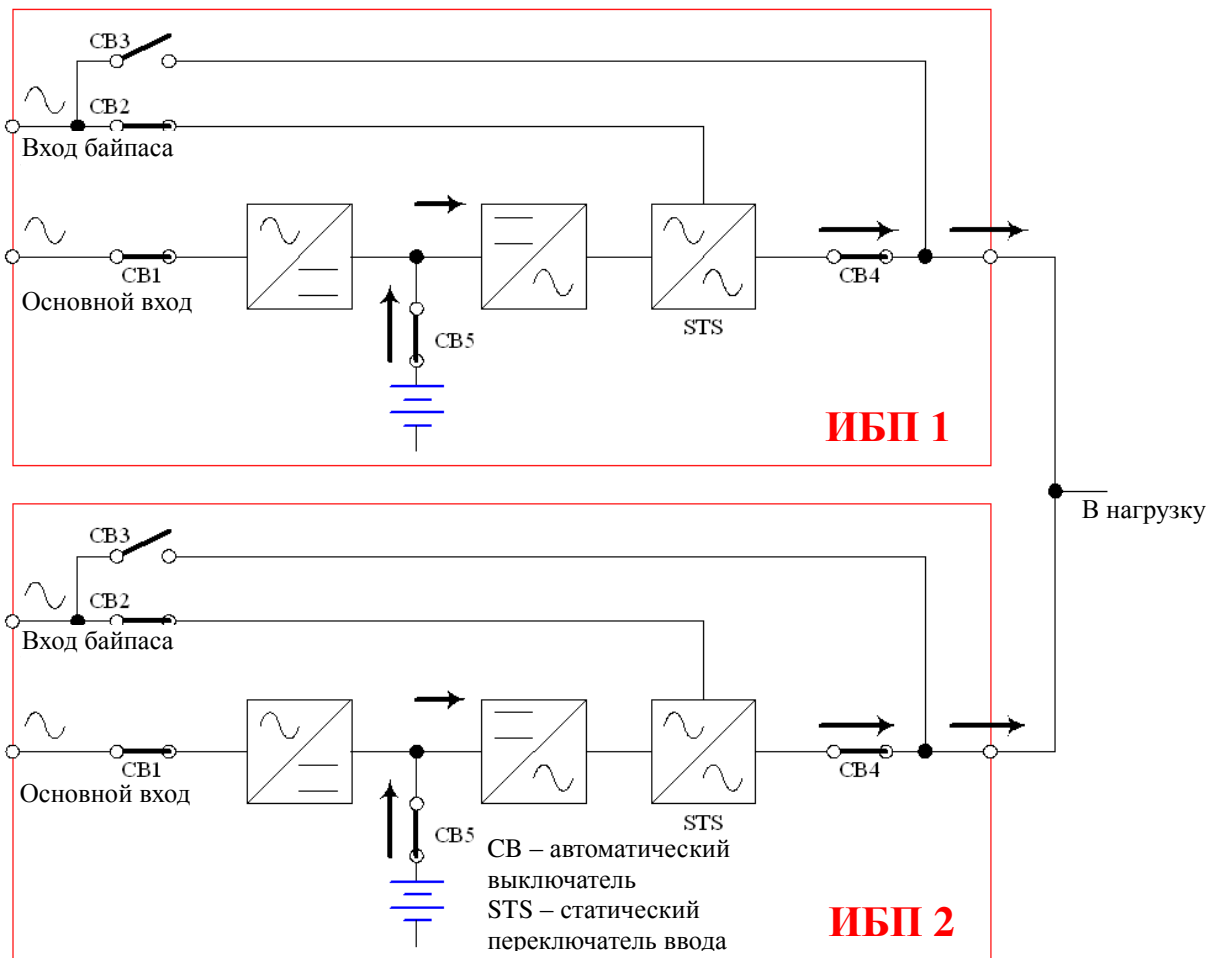 CB3
CB2
Вход байпаса
CB1
Основной вход
CB5
STS
CB4
ИБП 1
В нагрузку
CB3
CB2
Вход байпаса
CB1
Основной вход
CB5
STS
CB4
СВ – автоматический
выключатель
STS – статический
переключатель ввода
ИБП 2